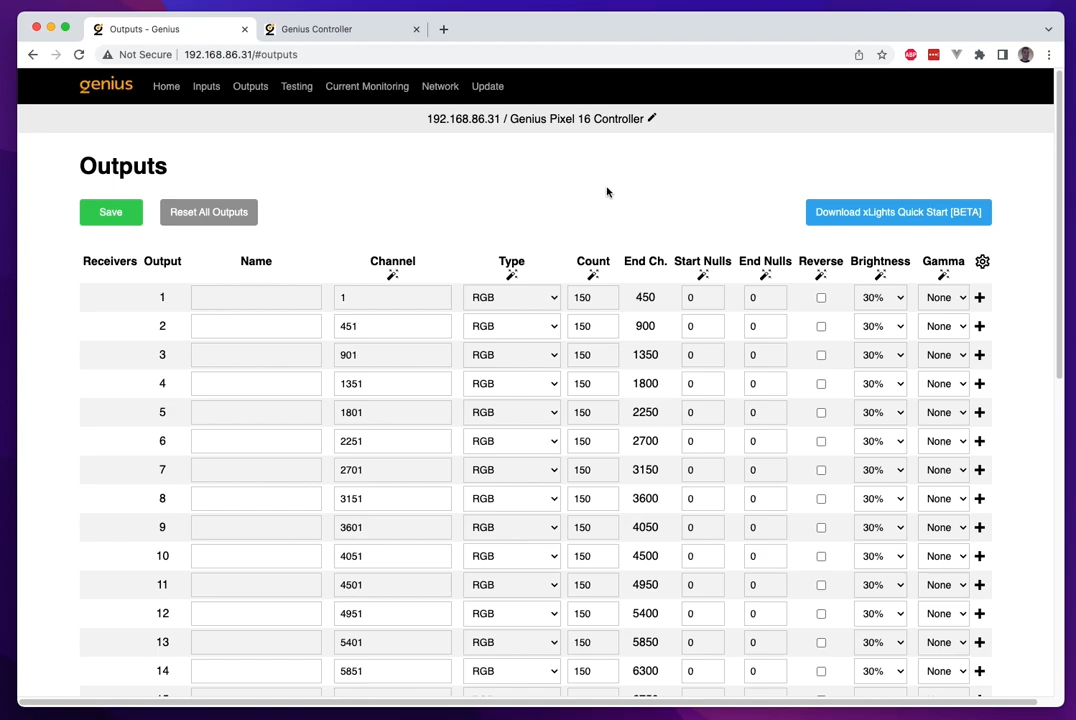 Outputs - Genius
Genius Controller
Not Secure 192.168.86.31/#outputs
ABP
genius Home Inputs Outputs Testing Current Monitoring Network Update
192.168.86.31 / Genius Pixel 16 Controller
Outputs
Save Reset All Outputs Download xLights Quick Start [BETA]
Receivers Output Name Channel Type Count End Ch. Start Nulls End Nulls Reverse Brightness Gamma
1 1 RGB 150 450 0 0 30% None
2 451 RGB 150 900 0 0 30% None
3 901 RGB 150 1350 0 0 30% None
4 1351 RGB 150 1800 0 0 30% None
5 1801 RGB 150 2250 0 0 30% None
6 2251 RGB 150 2700 0 0 30% None
7 2701 RGB 150 3150 0 0 30% None
8 3151 RGB 150 3600 0 0 30% None
9 3601 RGB 150 4050 0 0 30% None
10 4051 RGB 150 4500 0 0 30% None
11 4501 RGB 150 4950 0 0 30% None
12 4951 RGB 150 5400 0 0 30% None
13 5401 RGB 150 5850 0 0 30% None
14 5851 RGB 150 6300 0 0 30% None